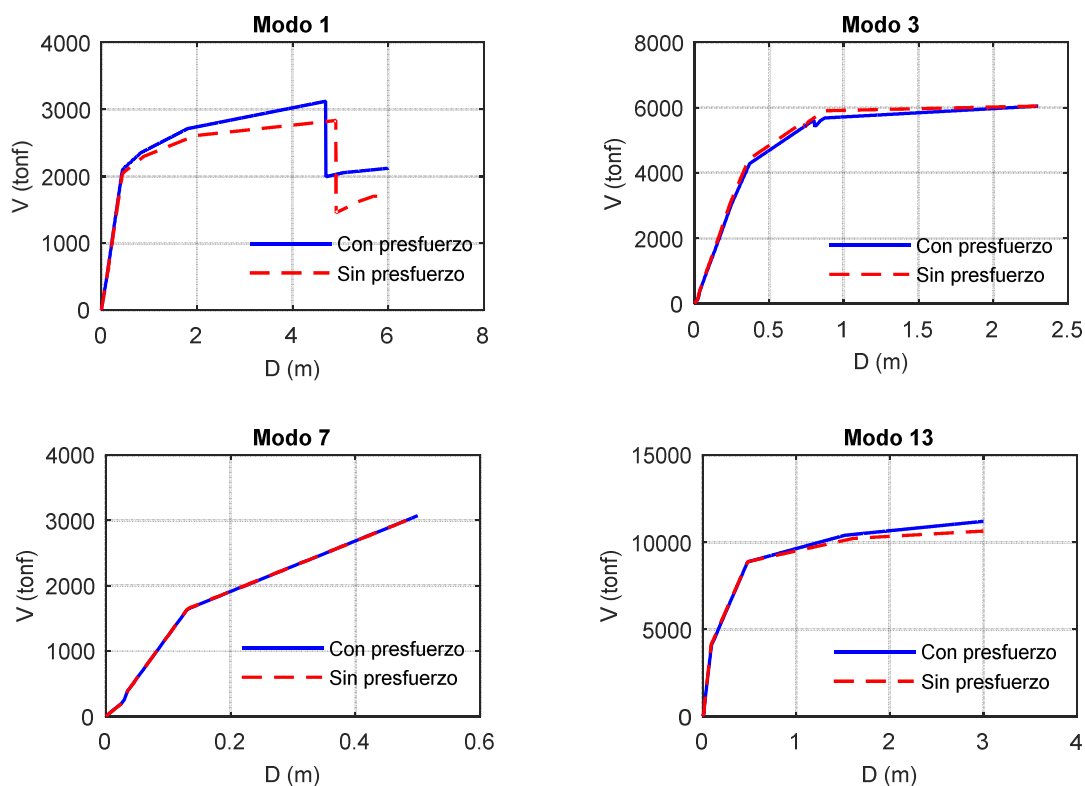 Modo 1
4000
3000
2000
1000
0
V (tonf)
Con presfuerzo
Sin presfuerzo
0 2 4 6 8
D (m)
Modo 3
8000
6000
4000
2000
0
V (tonf)
Con presfuerzo
Sin presfuerzo
0 0.5 1 1.5 2 2.5
D (m)
Modo 7
4000
3000
2000
1000
0
V (tonf)
Con presfuerzo
Sin presfuerzo
0 0.2 0.4 0.6
D (m)
Modo 13
15000
10000
5000
0
V (tonf)
Con presfuerzo
Sin presfuerzo
0 1 2 3 4
D (m)